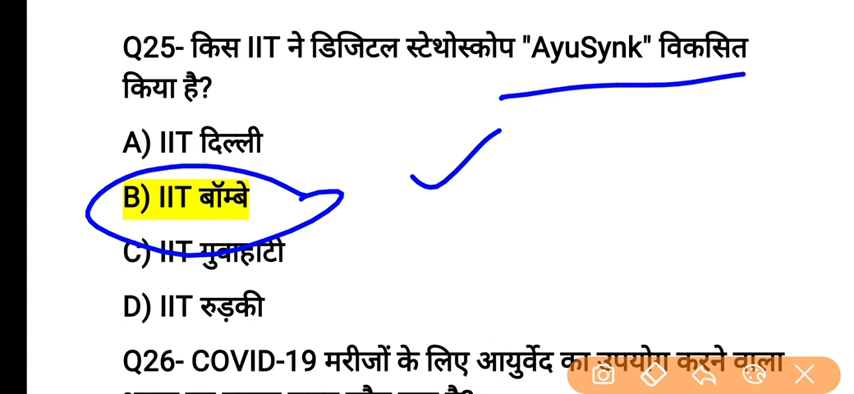 Q25- किस IIT ने डिजिटल स्टेथोस्कोप "AyuSynk" विकसित
किया है?
A) IIT दिल्ली
B) IIT बॉम्बे
C) IIT गुवाहाटी
D) IIT रुड़की
Q26- COVID-19 मरीजों के लिए आयुर्वेद का उपयोग करने वाला